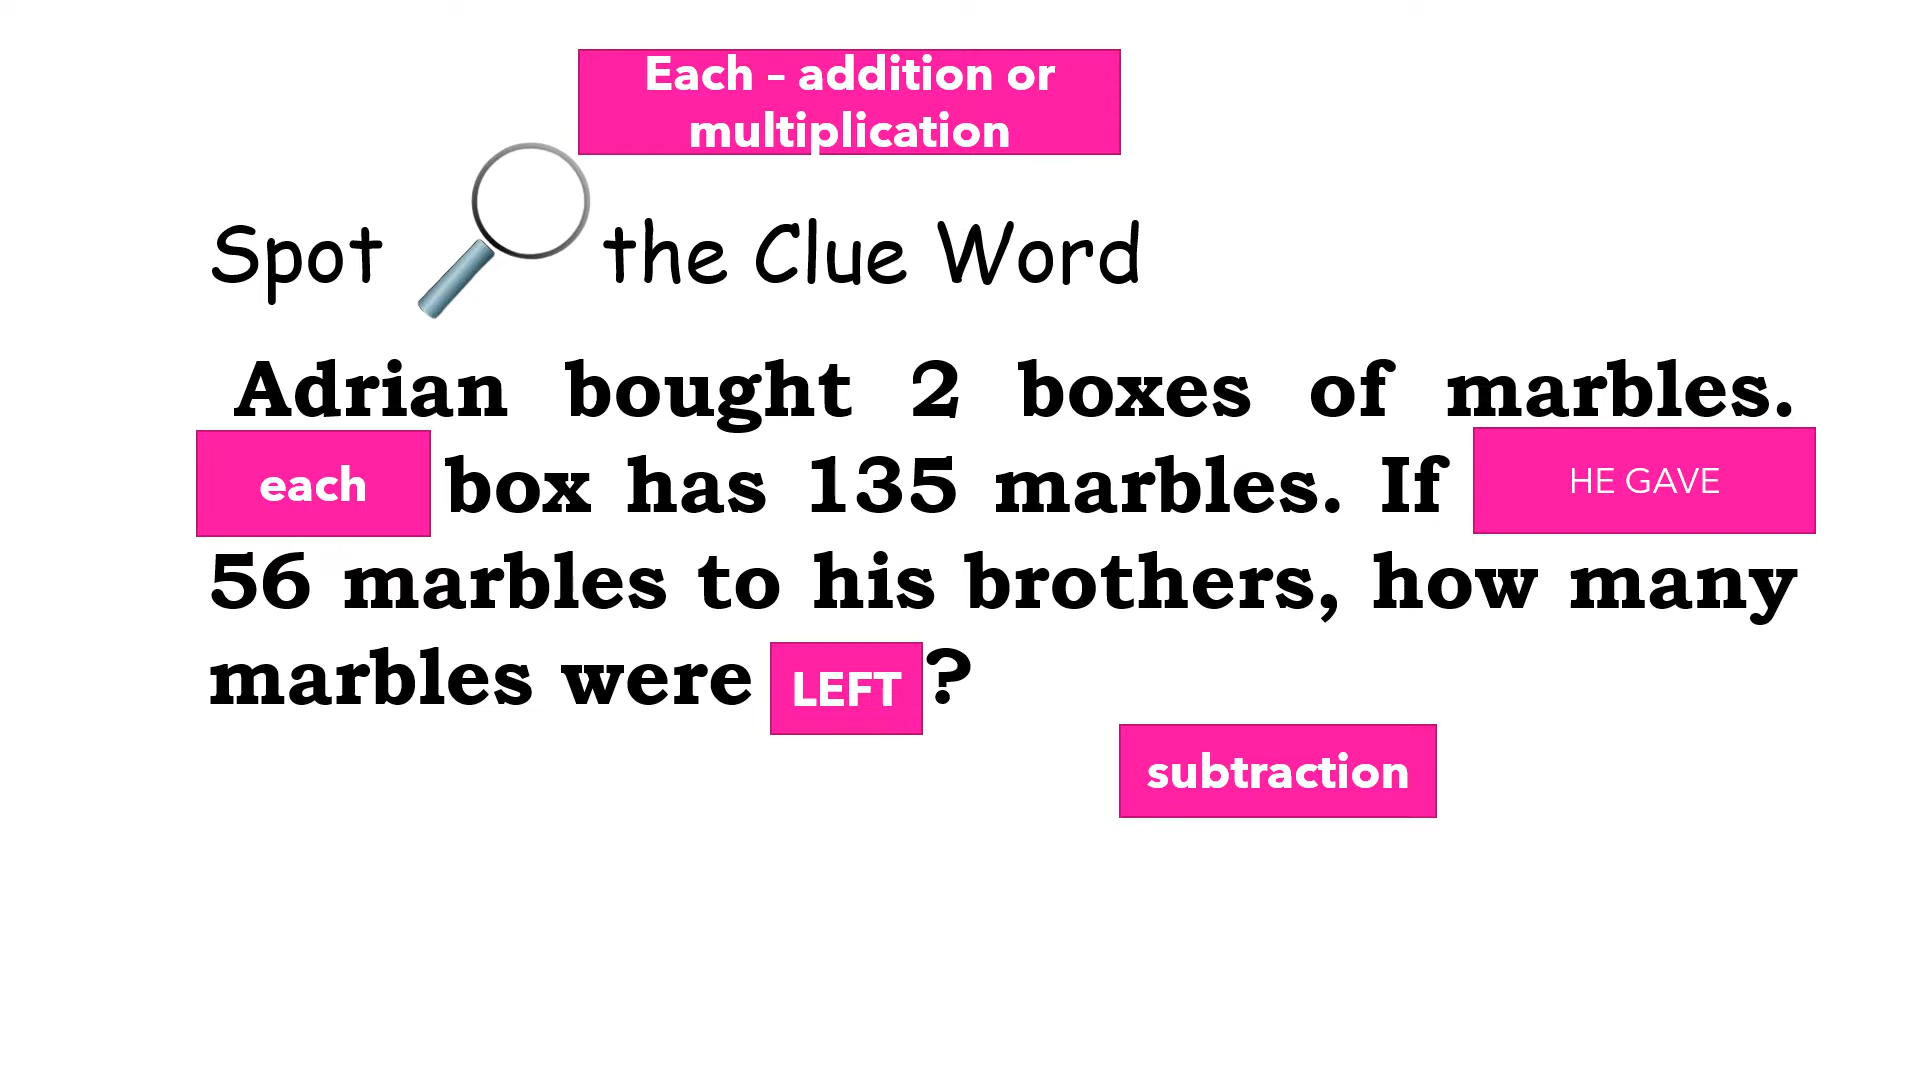 Each – addition or
multiplication
Spot the Clue Word
Adrian bought 2 boxes of marbles.
each box has 135 marbles. If HE GAVE
56 marbles to his brothers, how many
marbles were LEFT ?
subtraction